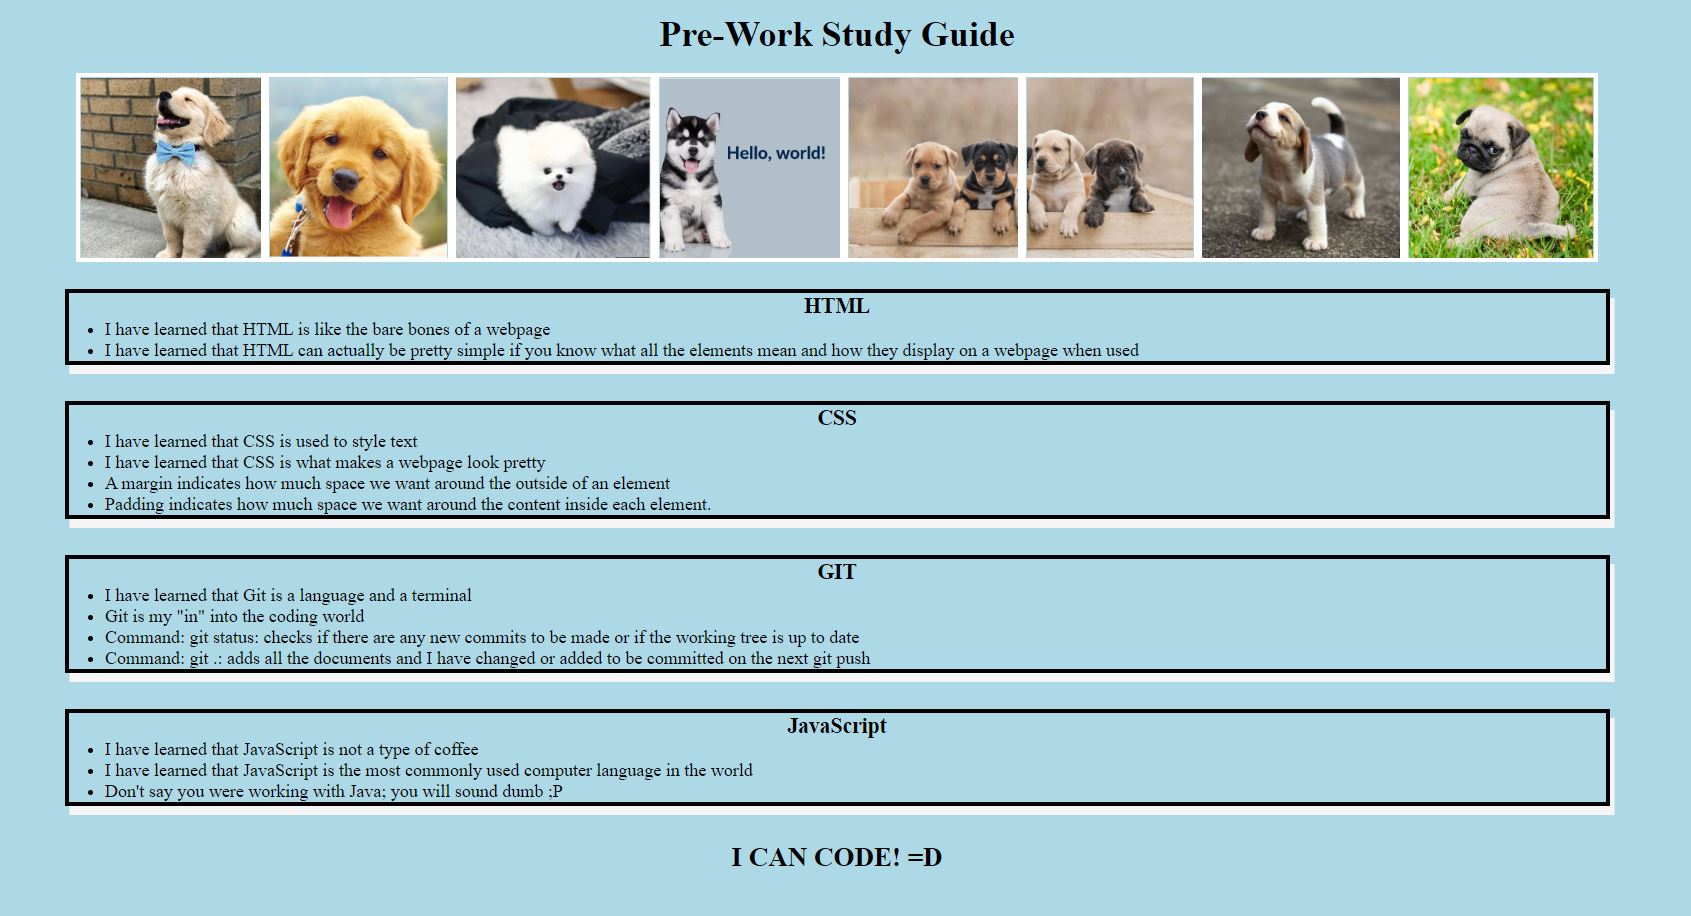 Pre-Work Study Guide
Hello, world!
HTML
• I have learned that HTML is like the bare bones of a webpage
• I have learned that HTML can actually be pretty simple if you know what all the elements mean and how they display on a webpage when used
CSS
• I have learned that CSS is used to style text
• I have learned that CSS is what makes a webpage look pretty
• A margin indicates how much space we want around the outside of an element
• Padding indicates how much space we want around the content inside each element.
GIT
• I have learned that Git is a language and a terminal
• Git is my "in" into the coding world
• Command: git status: checks if there are any new commits to be made or if the working tree is up to date
• Command: git .: adds all the documents and I have changed or added to be committed on the next git push
JavaScript
• I have learned that JavaScript is not a type of coffee
• I have learned that JavaScript is the most commonly used computer language in the world
• Don't say you were working with Java; you will sound dumb ;P
I CAN CODE! =D